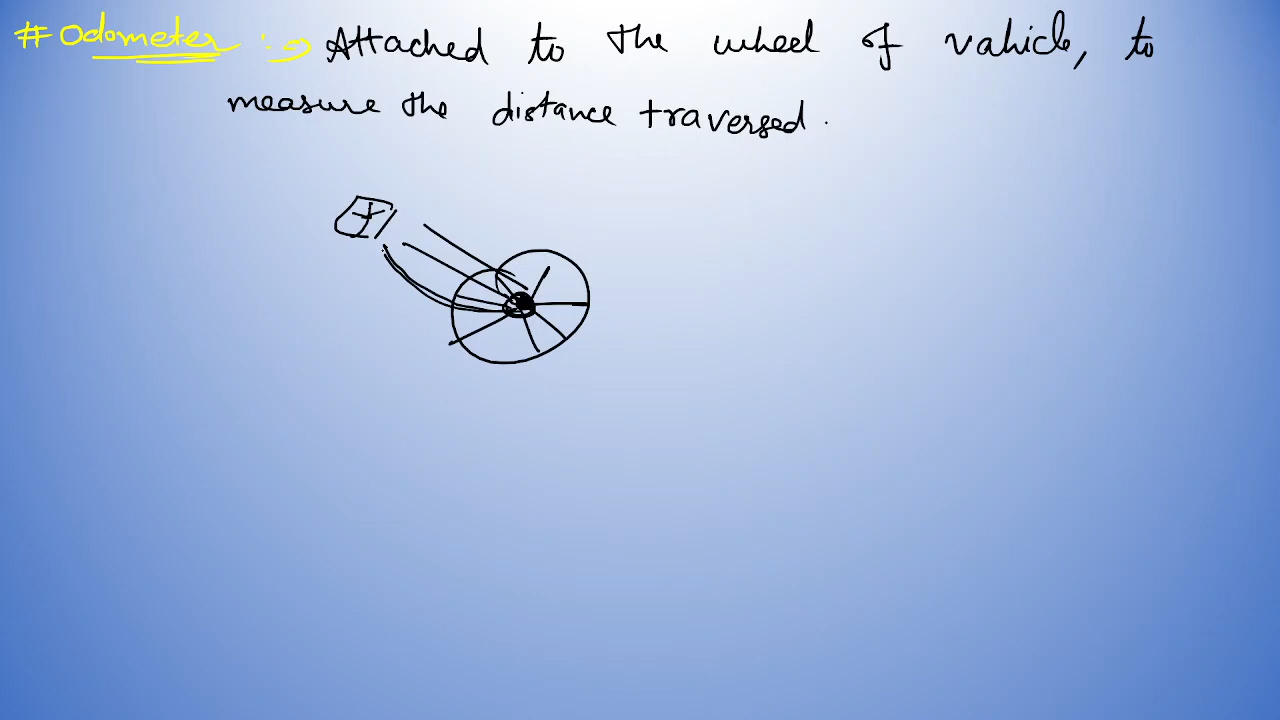 # Odometer :→ Attached to the wheel of vahicle, to
measure the distance traversed.